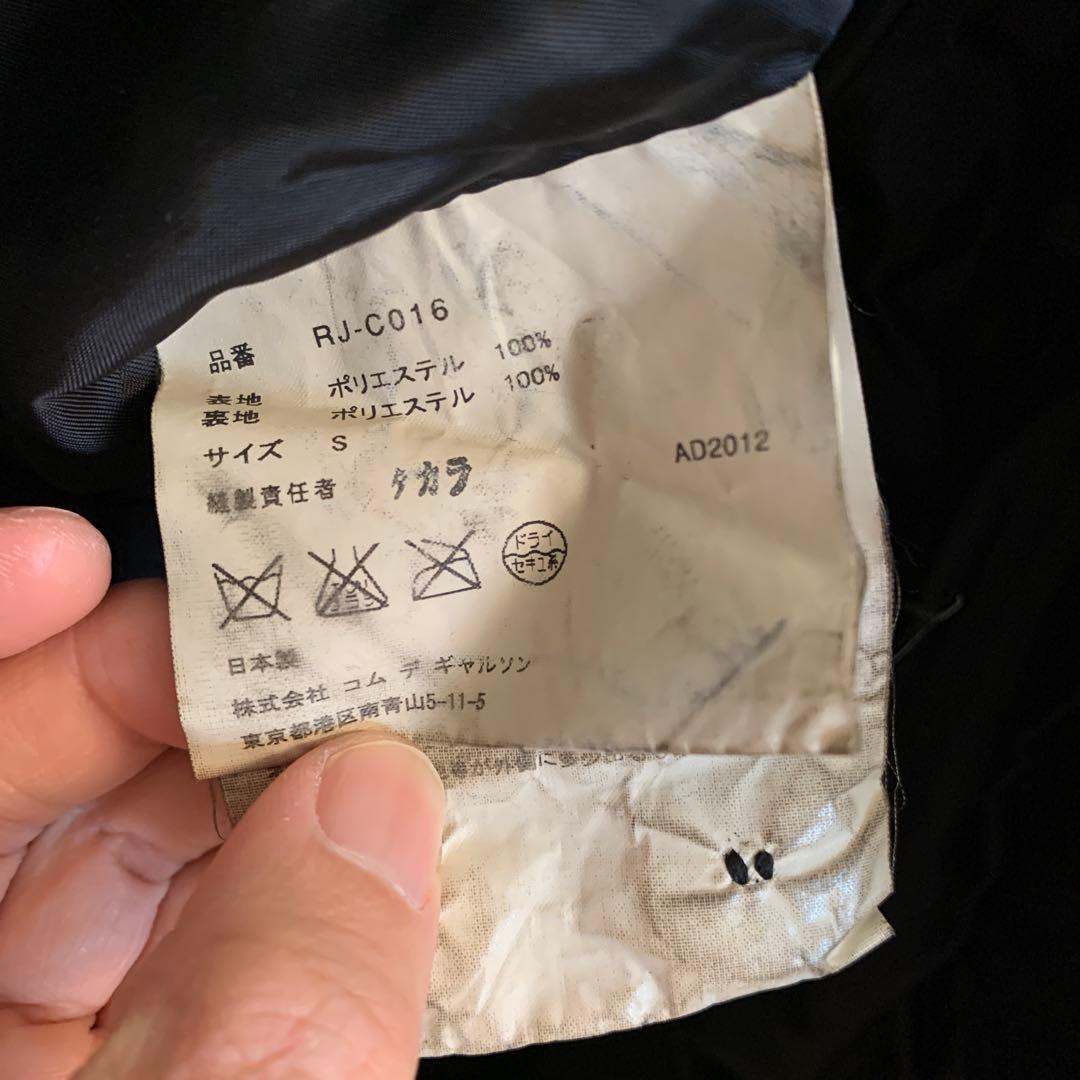 品番 RJ-C016
表地 ポリエステル 100%
裏地 ポリエステル 100%
サイズ S
AD2012
縫製責任者 タカラ
ドライ
セキユ系
日本製
株式会社 コム デ ギャルソン
東京都港区南青山5-11-5